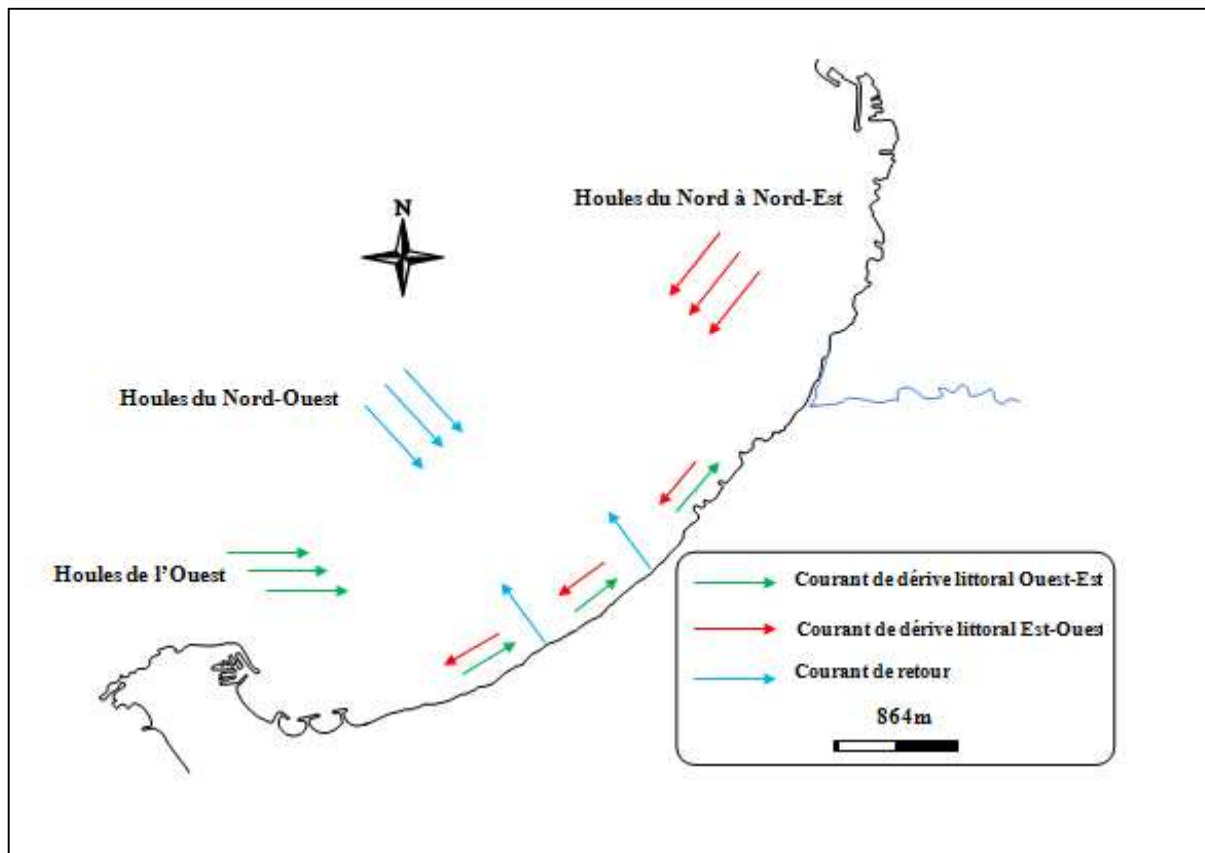 Houles du Nord à Nord-Est
N
Houles du Nord-Ouest
Houles de l'Ouest
Courant de dérive littoral Ouest-Est
Courant de dérive littoral Est-Ouest
Courant de retour
864m